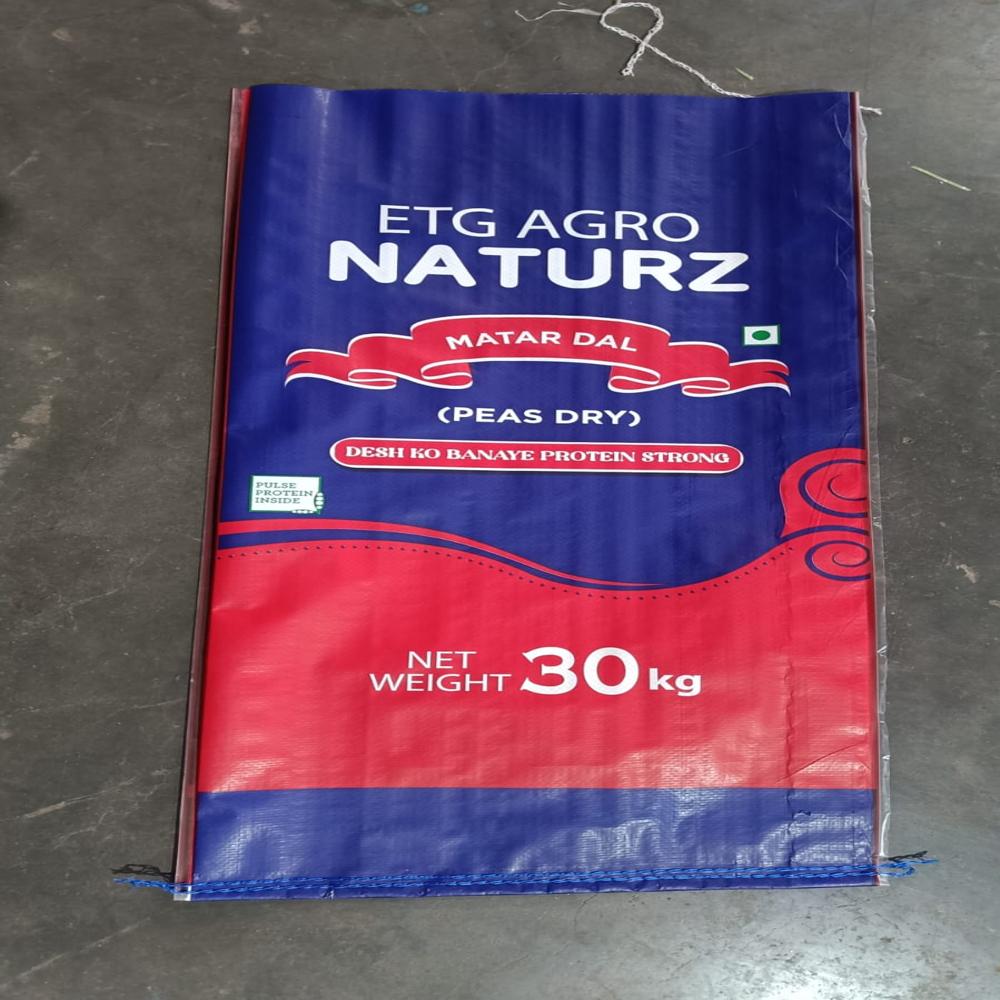 ETG AGRO
NATURZ
MATAR DAL
(PEAS DRY)
DESH KO BANAYE PROTEIN STRONG
PULSE
PROTEIN
INSIDE
NET
WEIGHT 30 kg